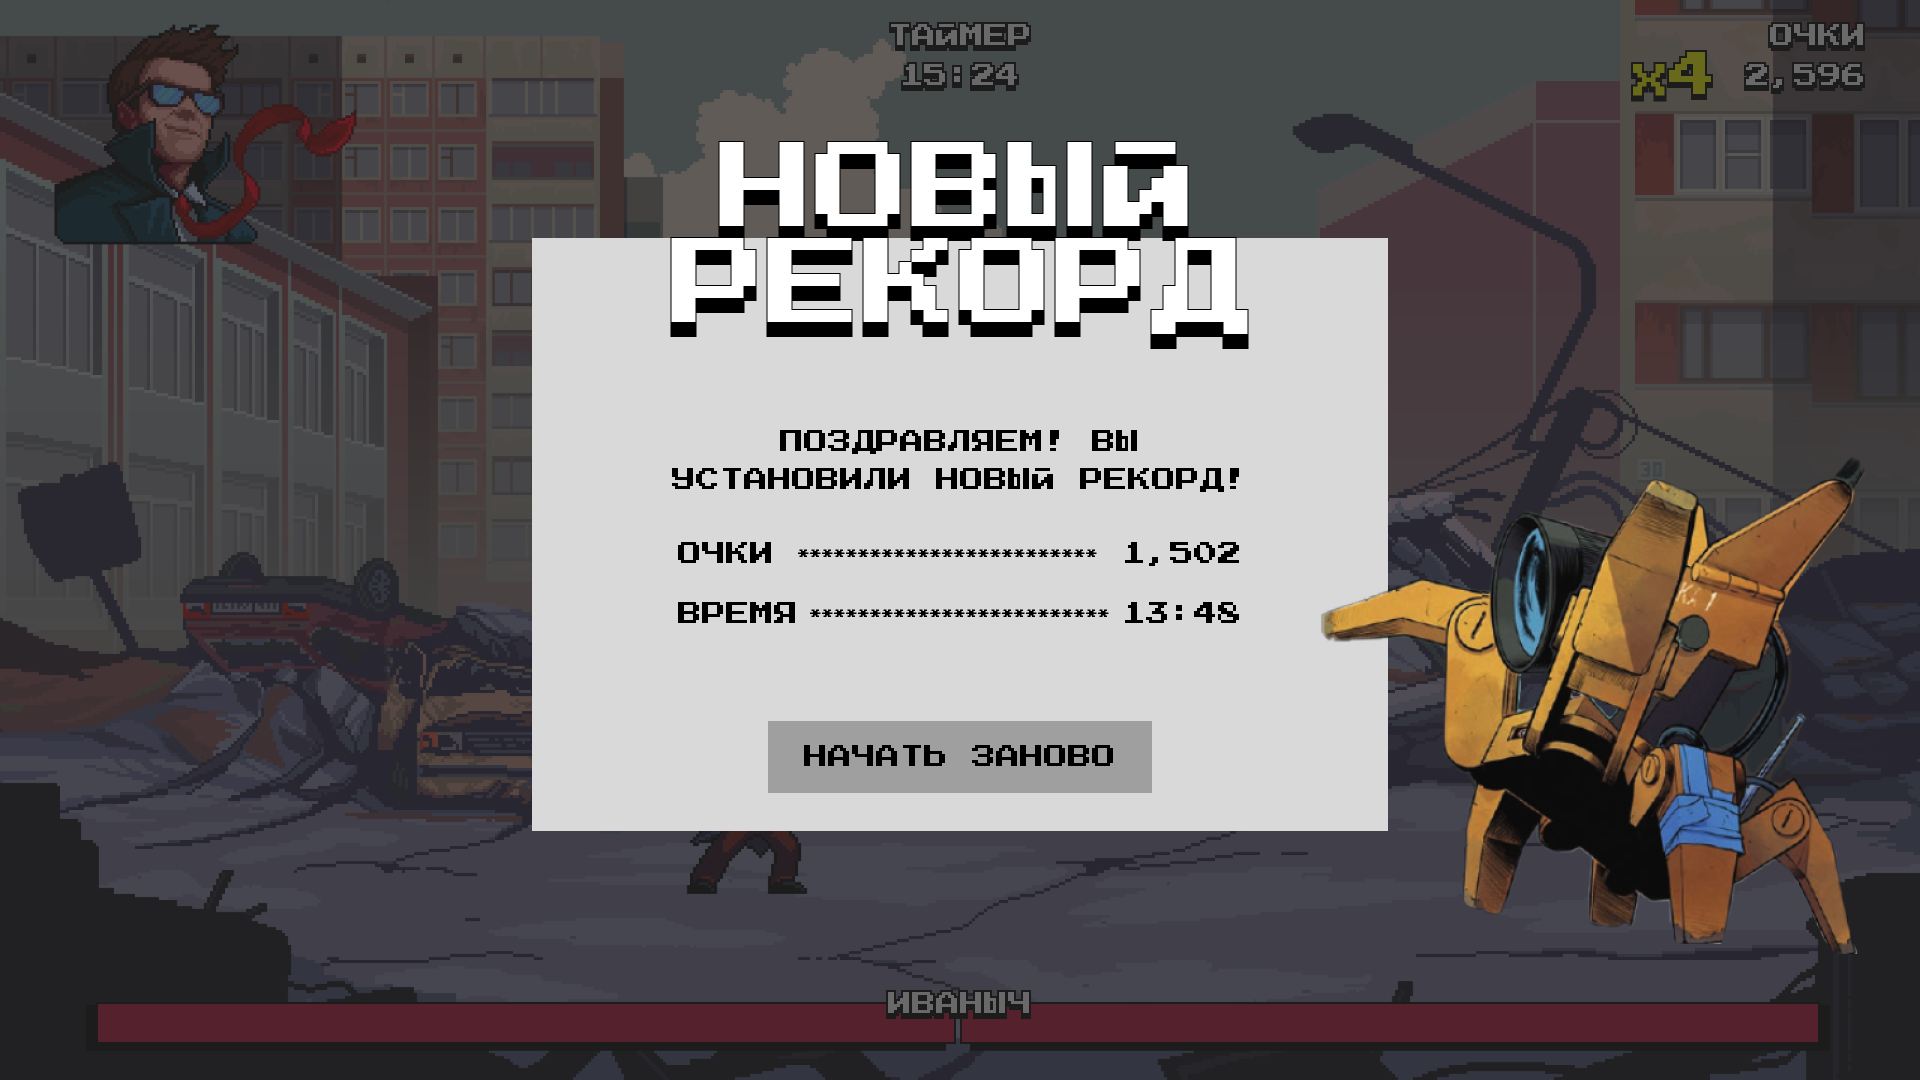 ТАЙМЕР
15:24
ОЧКИ
x4 2,596
НОВЫЙ
РЕКОРД
ПОЗДРАВЛЯЕМ! ВЫ
УСТАНОВИЛИ НОВЫЙ РЕКОРД!
ОЧКИ ************************* 1,502
ВРЕМЯ ************************* 13:48
НАЧАТЬ ЗАНОВО
30
ИВАНЫЧ